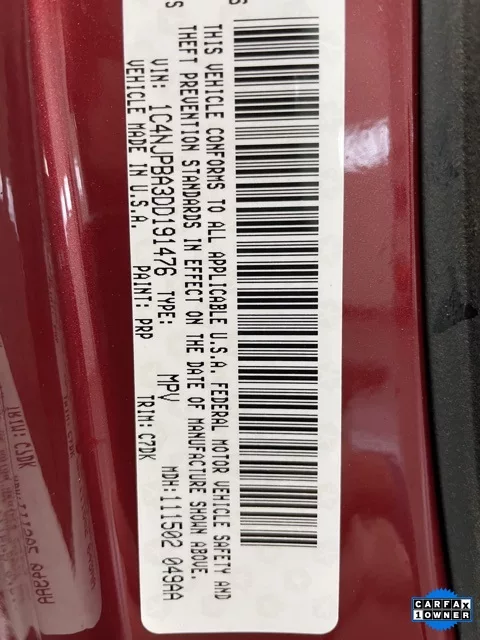 THIS VEHICLE CONFORMS TO ALL APPLICABLE U.S.A. FEDERAL MOTOR VEHICLE SAFETY AND
THEFT PREVENTION STANDARDS IN EFFECT ON THE DATE OF MANUFACTURE SHOWN ABOVE.
VIN: 1C4NJPBA3DD191476 TYPE: MPV MDH:111502 049AA
VEHICLE MADE IN U.S.A. PAINT: PRP TRIM: C7DK
CARFAX
1 OWNER